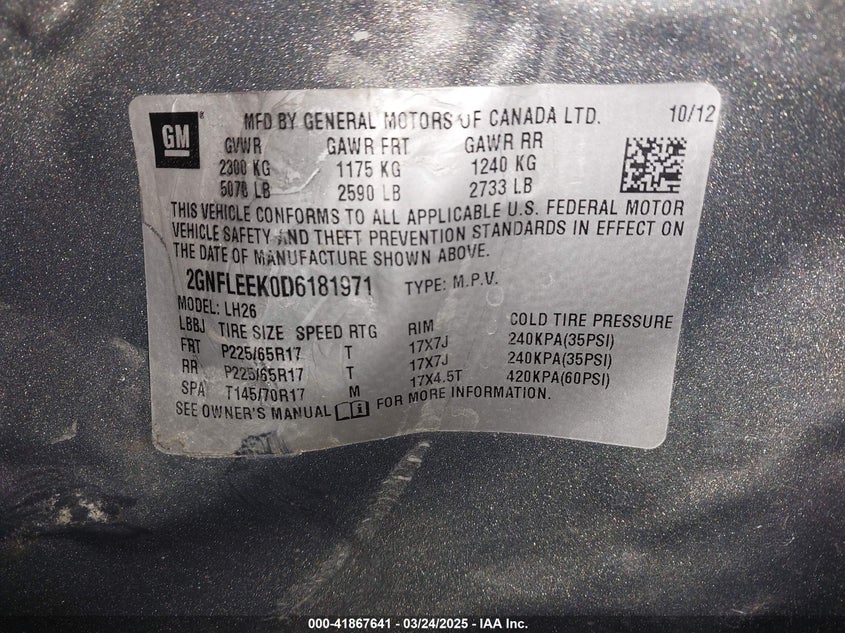 GM ® MFD BY GENERAL MOTORS OF CANADA LTD. 10/12
GVWR GAWR FRT GAWR RR
2300 KG 1175 KG 1240 KG
5070 LB 2590 LB 2733 LB
THIS VEHICLE CONFORMS TO ALL APPLICABLE U.S. FEDERAL MOTOR
VEHICLE SAFETY AND THEFT PREVENTION STANDARDS IN EFFECT ON
THE DATE OF MANUFACTURE SHOWN ABOVE.
2GNFLEEK0D6181971 TYPE: M.P.V.
MODEL: LH26
LBBJ TIRE SIZE SPEED RTG RIM COLD TIRE PRESSURE
FRT P225/65R17 T 17X7J 240KPA(35PSI)
RR P225/65R17 T 17X7J 240KPA(35PSI)
SPA T145/70R17 M 17X4.5T 420KPA(60PSI)
SEE OWNER'S MANUAL FOR MORE INFORMATION.
000-41867641 - 03/24/2025 - IAA Inc.